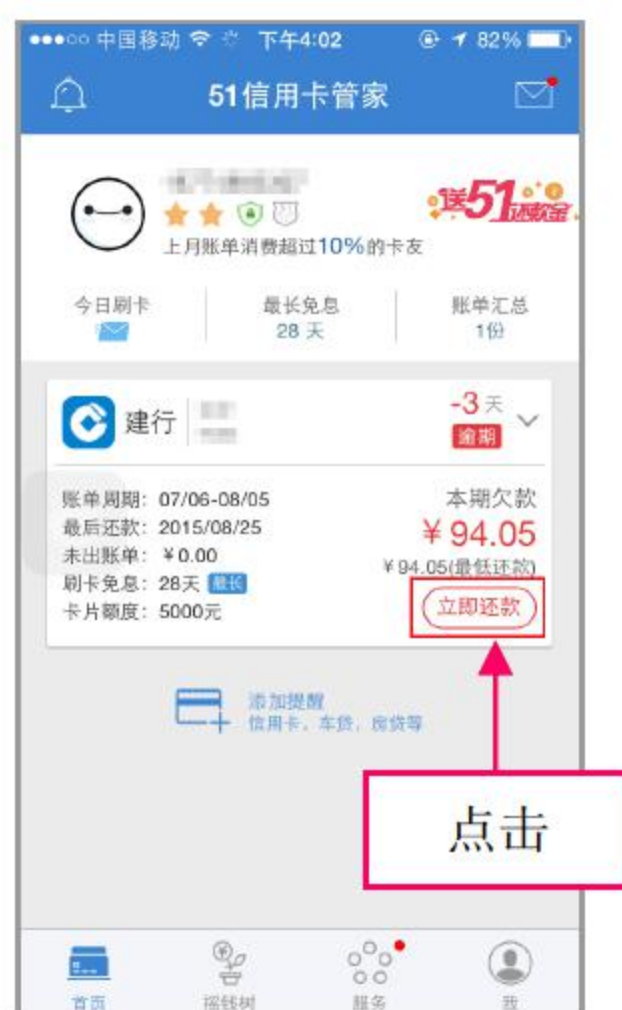 中国移动 下午4:02 82%
51信用卡管家
送51还款金
上月账单消费超过10%的卡友
今日刷卡 最长免息 账单汇总
28 天 1份
建行 -3 天
逾期
账单周期: 07/06-08/05 本期欠款
最后还款: 2015/08/25 ¥ 94.05
未出账单: ¥0.00 ¥94.05(最低还款)
刷卡免息: 28天 最长 立即还款
卡片额度: 5000元
添加提醒
信用卡, 车贷, 房贷等
点击
首页 摇钱树 服务 我